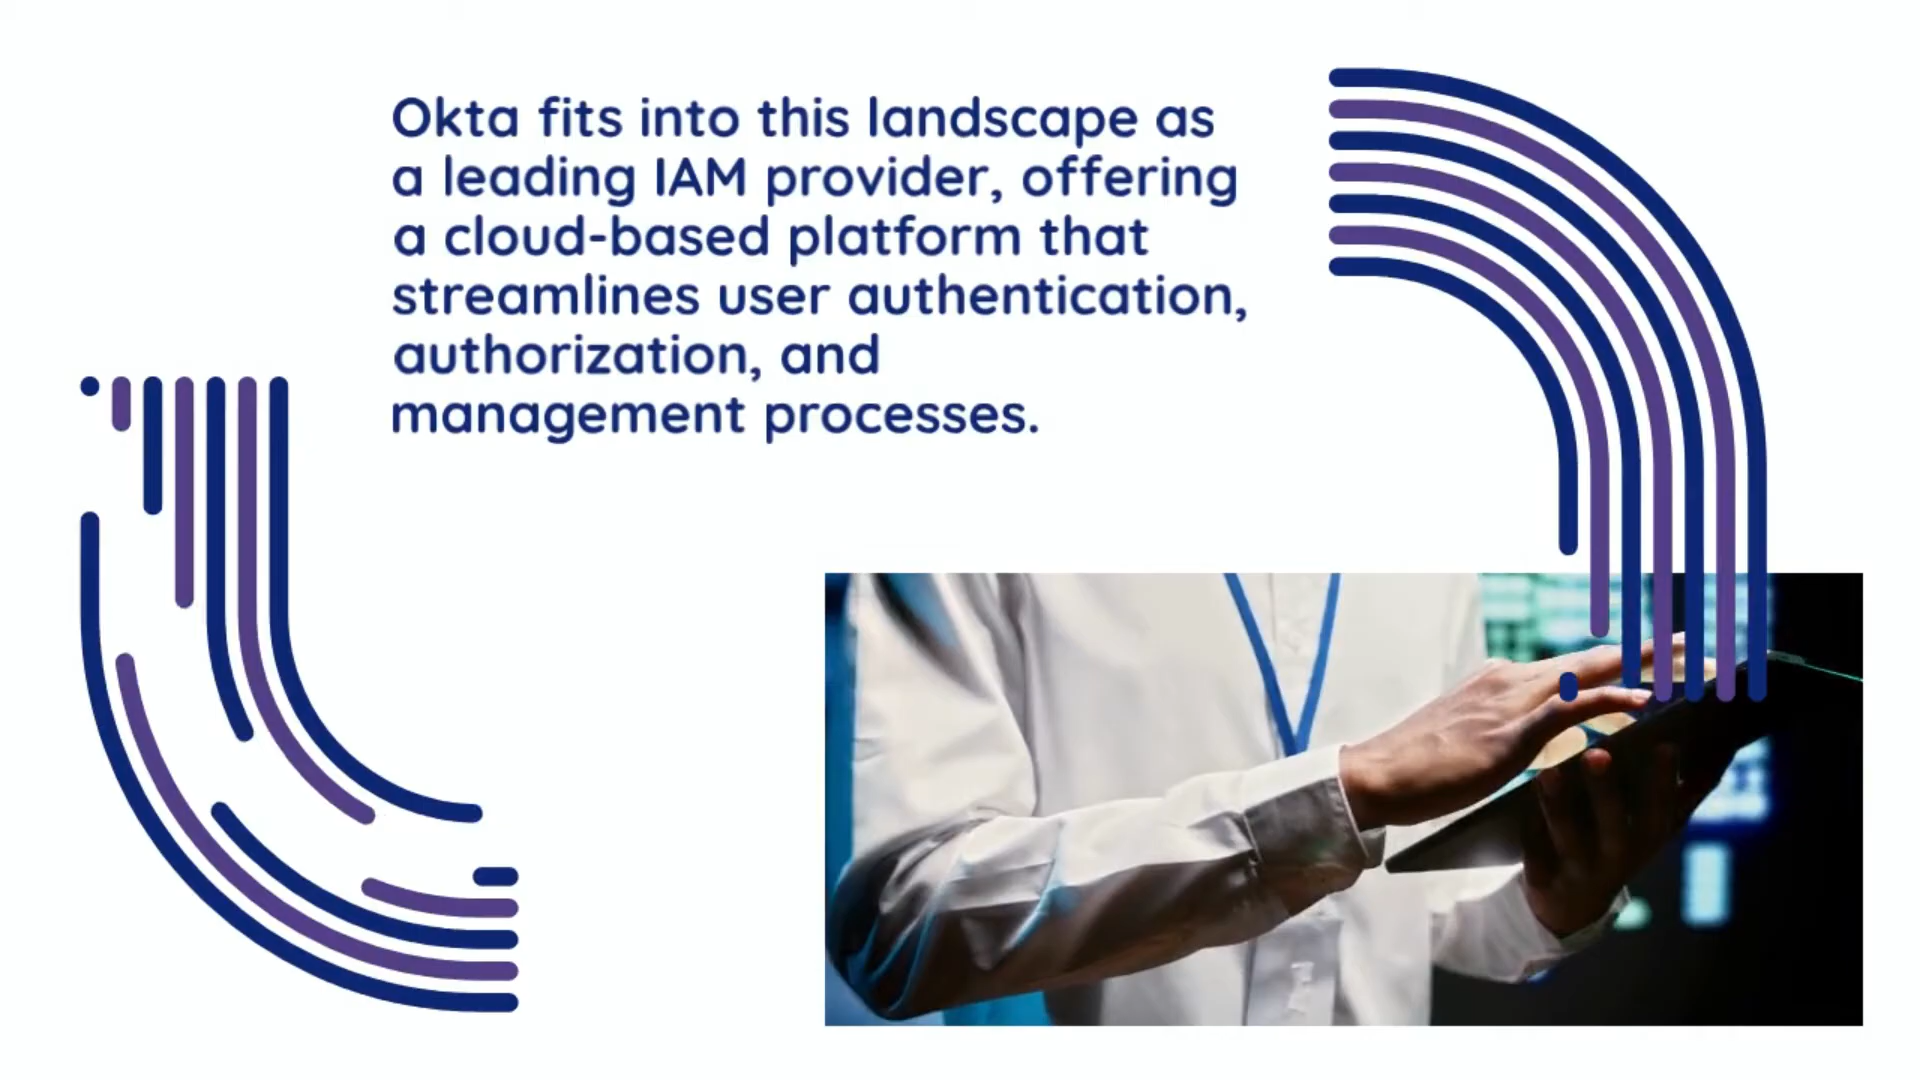 Okta fits into this landscape as
a leading IAM provider, offering
a cloud-based platform that
streamlines user authentication,
authorization, and
management processes.